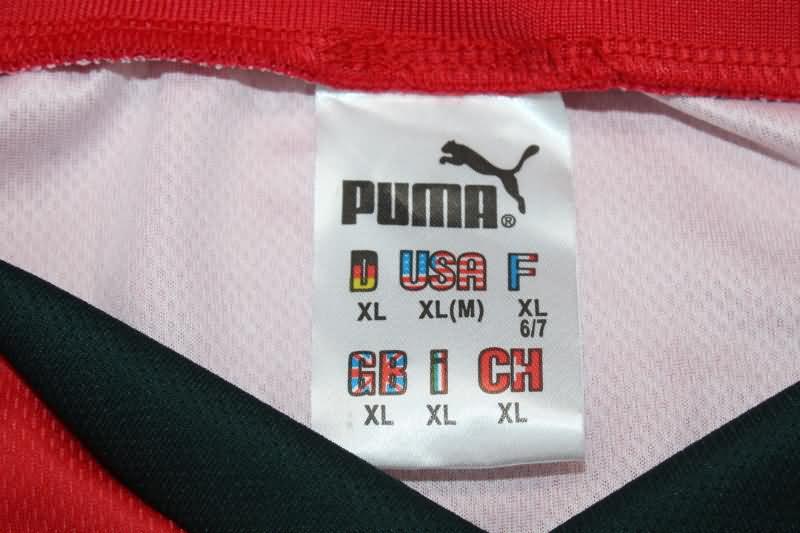 PUMA®
D USA F
XL XL(M) XL
6/7
GB I CH
XL XL XL